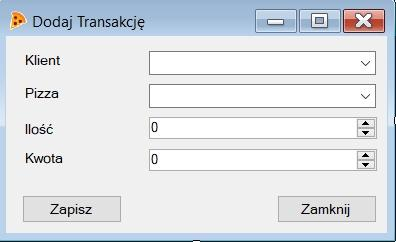 Dodaj Transakcję
Klient
Pizza
Ilość 0
Kwota 0
Zapisz Zamknij